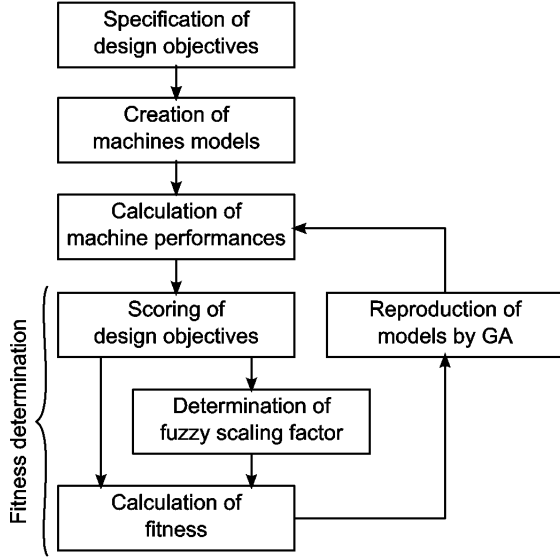 Specification of
design objectives
Creation of
machines models
Calculation of
machine performances
Scoring of
design objectives
Reproduction of
models by GA
Determination of
fuzzy scaling factor
Calculation of
fitness
Fitness determination